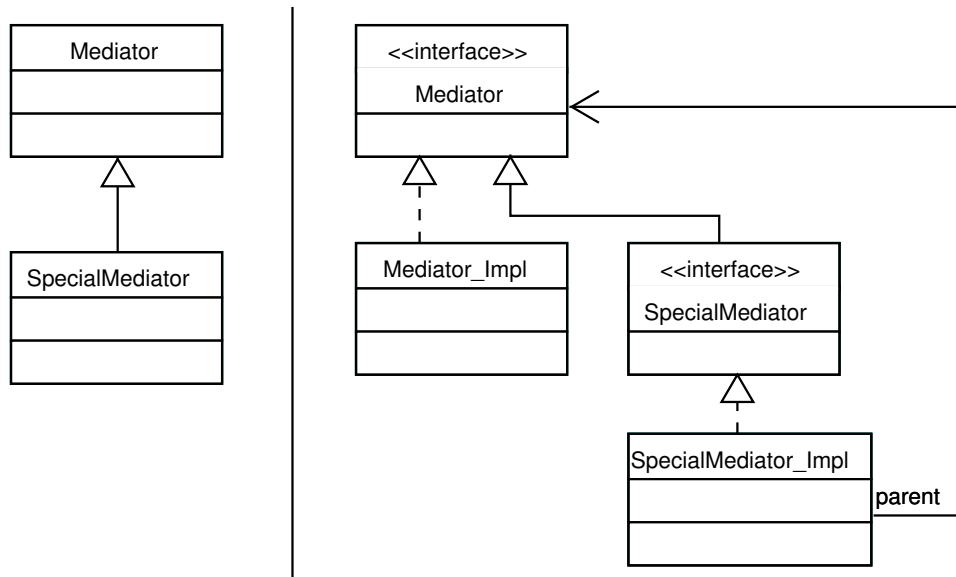 Mediator
SpecialMediator
<<interface>>
Mediator
Mediator_Impl
<<interface>>
SpecialMediator
SpecialMediator_Impl
parent